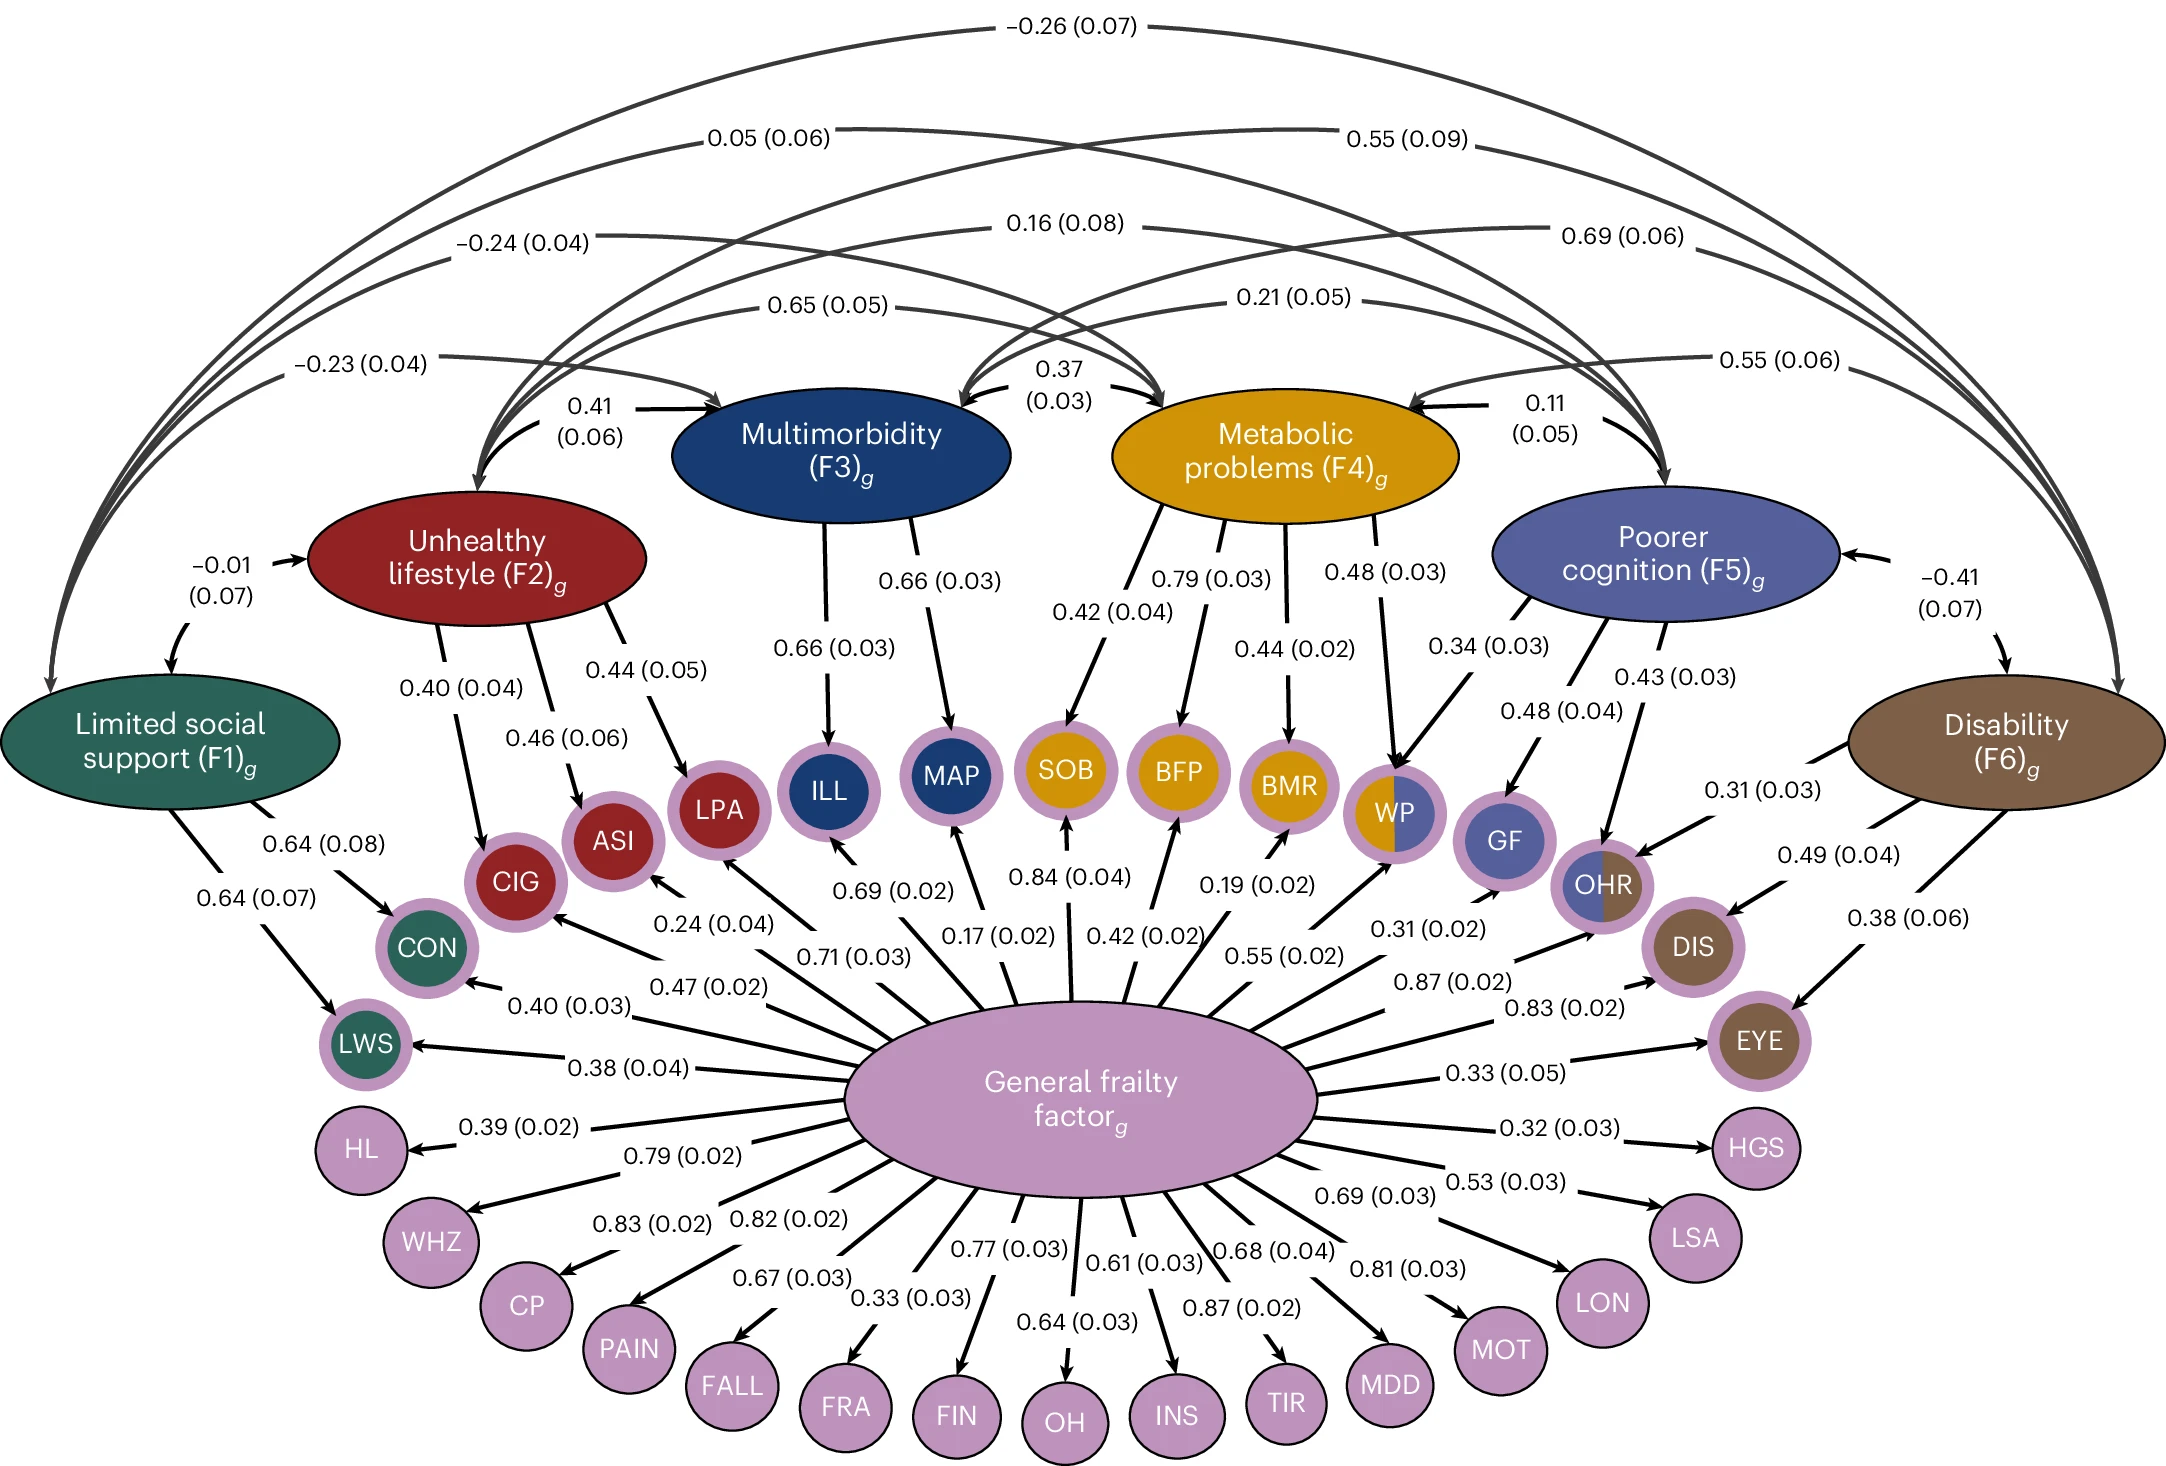 −0.26 (0.07)
0.05 (0.06)
0.55 (0.09)
0.16 (0.08)
−0.24 (0.04)
0.69 (0.06)
0.65 (0.05)
0.21 (0.05)
−0.23 (0.04)
0.37
(0.03)
0.55 (0.06)
0.41
(0.06)
0.11
(0.05)
Multimorbidity
(F3)g
Metabolic
problems (F4)g
Unhealthy
lifestyle (F2)g
Poorer
cognition (F5)g
−0.01
(0.07)
−0.41
(0.07)
Limited social
support (F1)g
Disability
(F6)g
0.66 (0.03)
0.79 (0.03)
0.48 (0.03)
0.42 (0.04)
0.66 (0.03)
0.44 (0.02)
0.34 (0.03)
0.44 (0.05)
0.40 (0.04)
0.43 (0.03)
0.48 (0.04)
0.46 (0.06)
0.31 (0.03)
0.64 (0.08)
0.49 (0.04)
0.64 (0.07)
0.38 (0.06)
LWS
CON
CIG
ASI
LPA
ILL
MAP
SOB
BFP
BMR
WP
GF
OHR
DIS
EYE
0.38 (0.04)
0.40 (0.03)
0.47 (0.02)
0.24 (0.04)
0.71 (0.03)
0.69 (0.02)
0.17 (0.02)
0.84 (0.04)
0.42 (0.02)
0.19 (0.02)
0.55 (0.02)
0.31 (0.02)
0.87 (0.02)
0.83 (0.02)
0.33 (0.05)
General frailty
factorg
0.39 (0.02)
0.79 (0.02)
0.83 (0.02)
0.82 (0.02)
0.67 (0.03)
0.33 (0.03)
0.77 (0.03)
0.64 (0.03)
0.61 (0.03)
0.87 (0.02)
0.68 (0.04)
0.81 (0.03)
0.69 (0.03)
0.53 (0.03)
0.32 (0.03)
HL
WHZ
CP
PAIN
FALL
FRA
FIN
OH
INS
TIR
MDD
MOT
LON
LSA
HGS